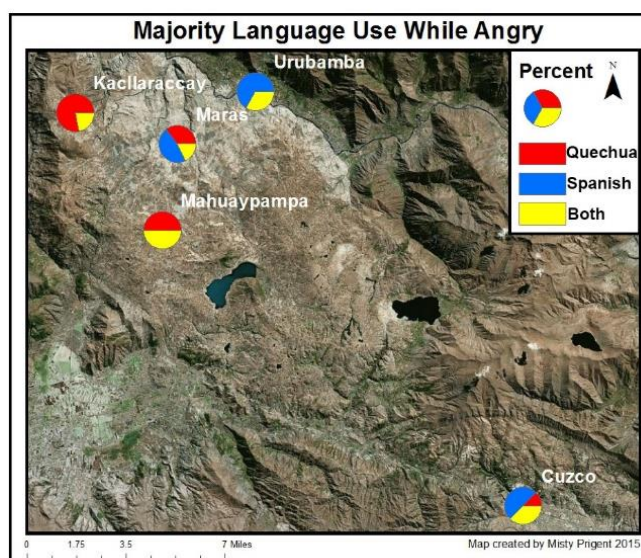 Majority Language Use While Angry
Urubamba
Kacllaraccay
Maras
Mahuaypampa
Cuzco
Percent
N
Quechua
Spanish
Both
0 1.75 3.5 7 Miles
Map created by Misty Prigent 2015